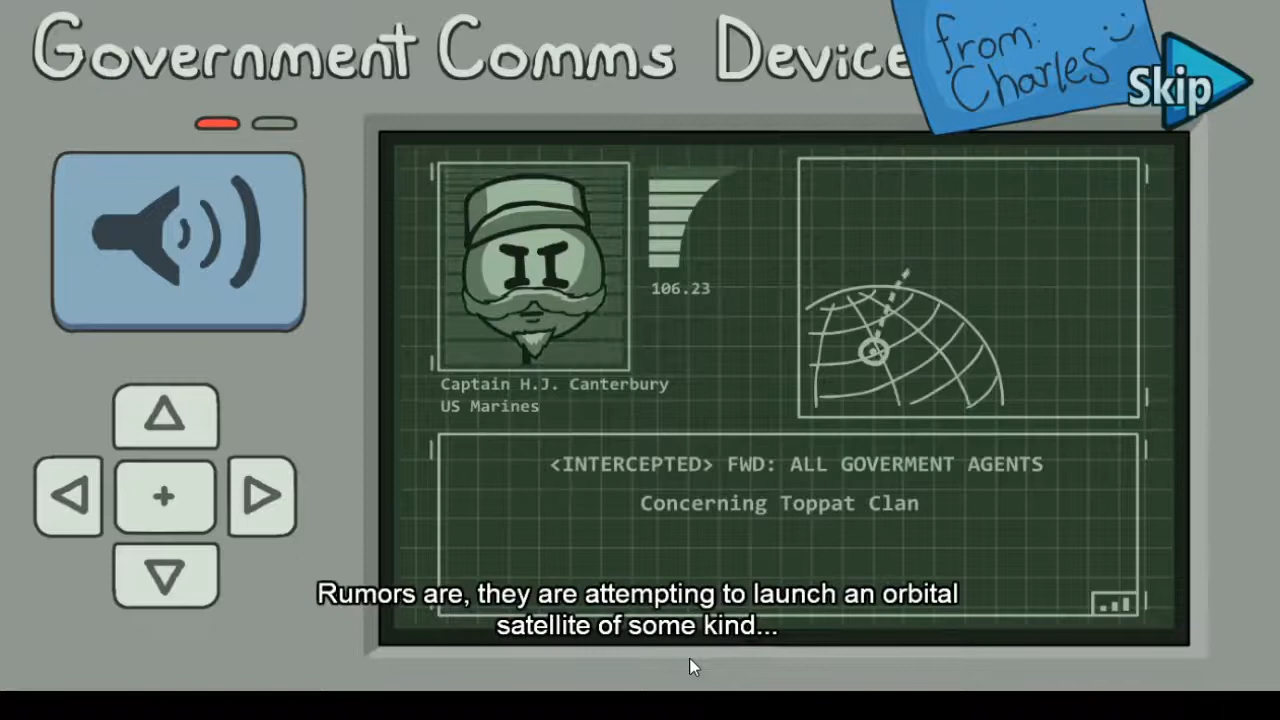 Government Comms Device
from:
Charles
Skip
106.23
Captain H.J. Canterbury
US Marines
<INTERCEPTED> FWD: ALL GOVERMENT AGENTS
Concerning Toppat Clan
Rumors are, they are attempting to launch an orbital
satellite of some kind...